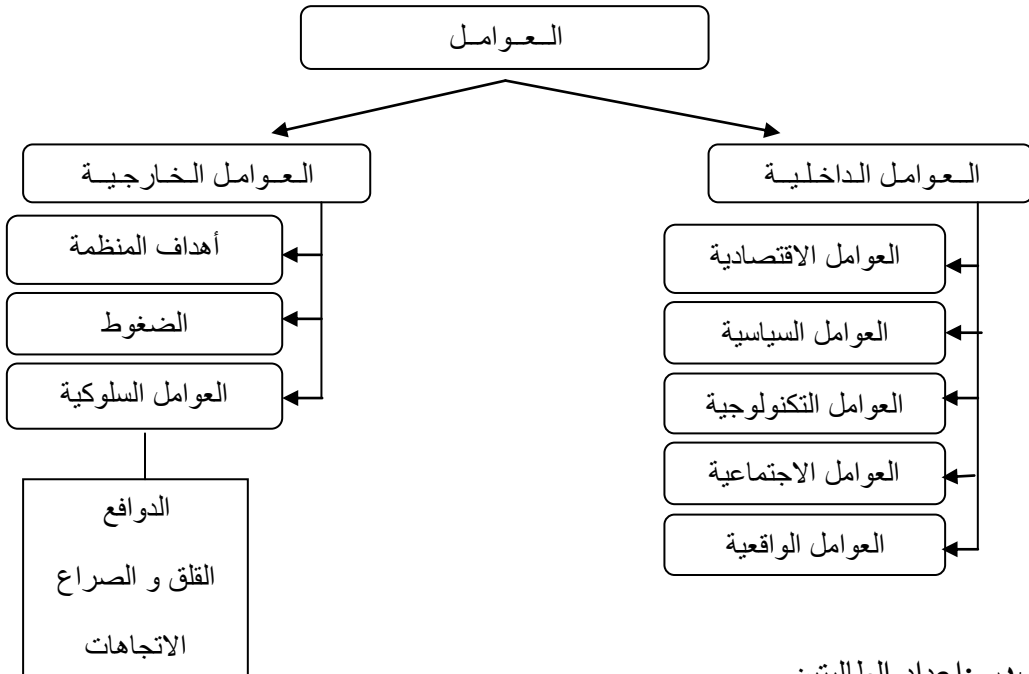 العوامل
العوامل الداخلية
العوامل الاقتصادية
العوامل السياسية
العوامل التكنولوجية
العوامل الاجتماعية
العوامل الواقعية
العوامل الخارجية
أهداف المنظمة
الضغوط
العوامل السلوكية
الدوافع
القلق و الصراع
الاتجاهات